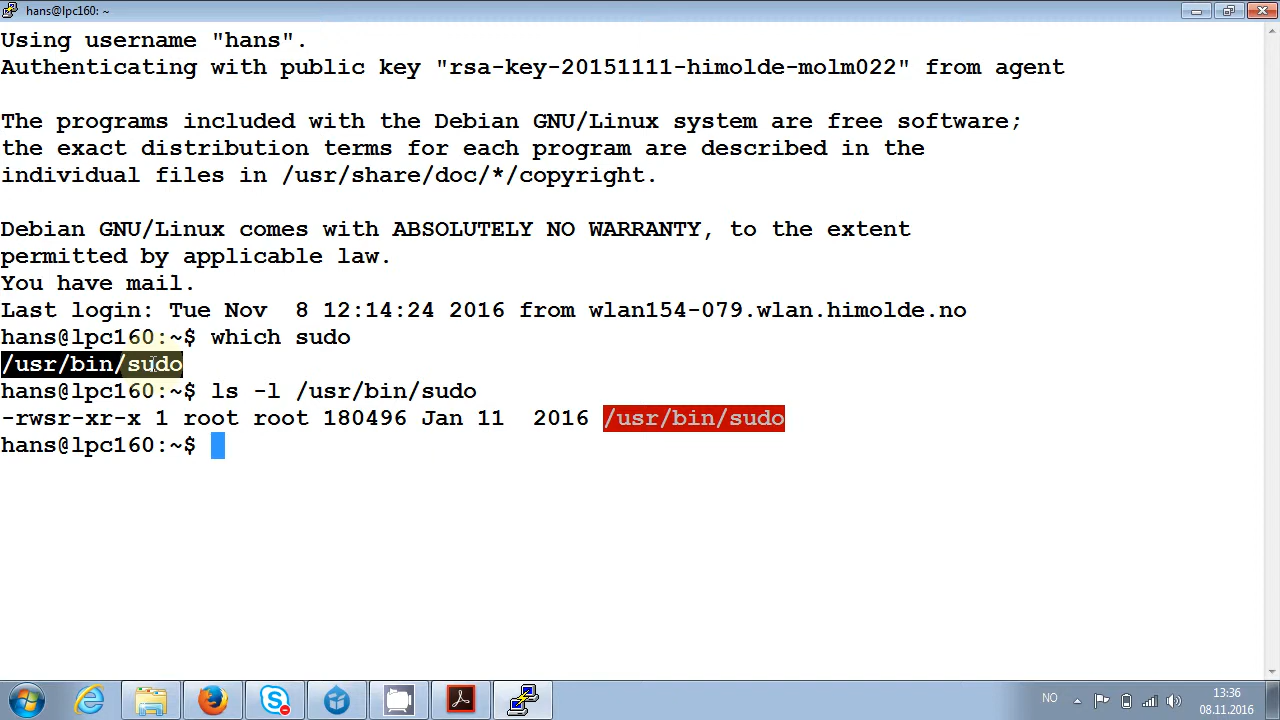 hans@lpc160: ~
Using username "hans".
Authenticating with public key "rsa-key-20151111-himolde-molm022" from agent
The programs included with the Debian GNU/Linux system are free software;
the exact distribution terms for each program are described in the
individual files in /usr/share/doc/*/copyright.
Debian GNU/Linux comes with ABSOLUTELY NO WARRANTY, to the extent
permitted by applicable law.
You have mail.
Last login: Tue Nov  8 12:14:24 2016 from wlan154-079.wlan.himolde.no
hans@lpc160:~$ which sudo
/usr/bin/sudo
hans@lpc160:~$ ls -l /usr/bin/sudo
-rwsr-xr-x 1 root root 180496 Jan 11  2016 /usr/bin/sudo
hans@lpc160:~$
NO
13:36
08.11.2016